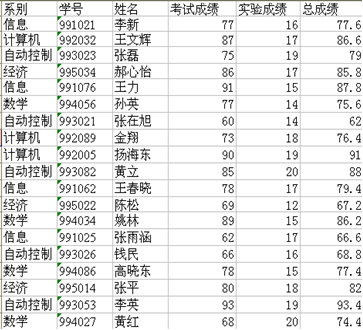 系别 学号 姓名 考试成绩 实验成绩 总成绩
信息 991021 李新 77 16 77.6
计算机 992032 王文辉 87 17 86.6
自动控制 993023 张磊 75 19 79
经济 995034 郝心怡 86 17 85.8
信息 991076 王力 91 15 87.8
数学 994056 孙英 77 14 75.6
自动控制 993021 张在旭 60 14 62
计算机 992089 金翔 73 18 76.4
计算机 992005 扬海东 90 19 91
自动控制 993082 黄立 85 20 88
信息 991062 王春晓 78 17 79.4
经济 995022 陈松 69 12 67.2
数学 994034 姚林 89 15 86.2
信息 991025 张雨涵 62 17 66.6
自动控制 993026 钱民 66 16 68.8
数学 994086 高晓东 78 15 77.4
经济 995014 张平 80 18 82
自动控制 993053 李英 93 19 93.4
数学 994027 黄红 68 20 74.4